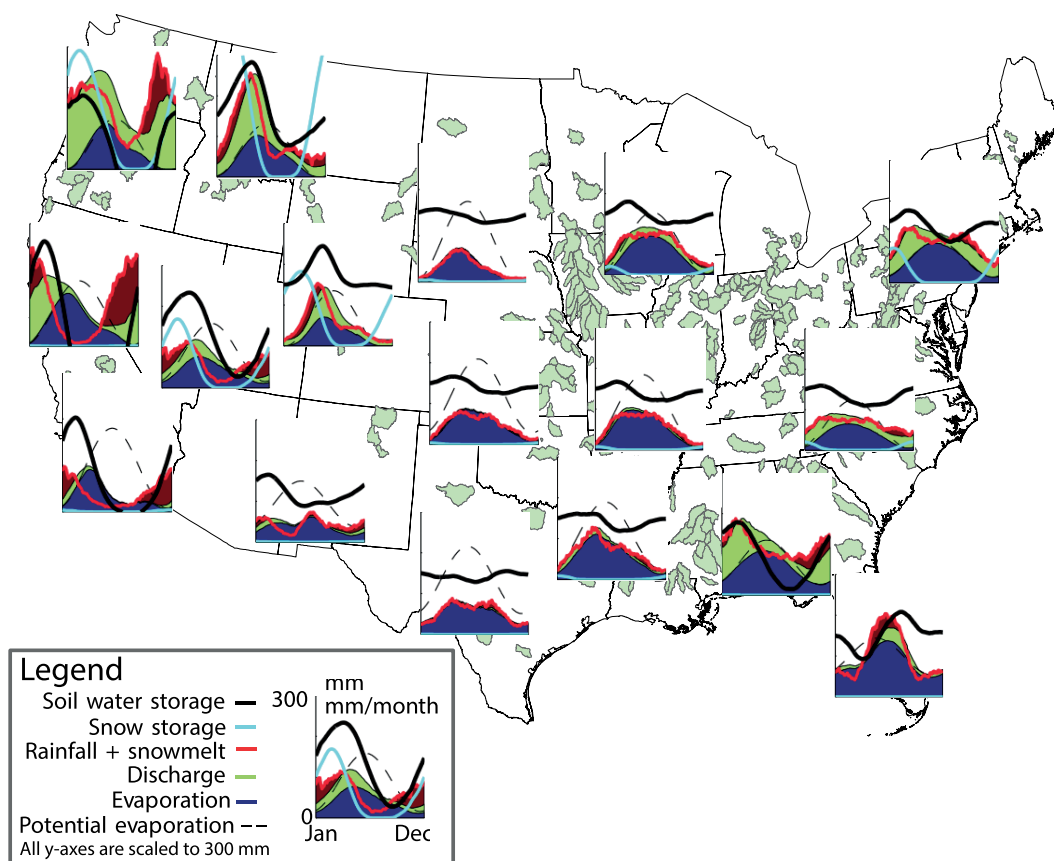 Legend
Soil water storage
Snow storage
Rainfall + snowmelt
Discharge
Evaporation
Potential evaporation
All y-axes are scaled to 300 mm
300
mm
mm/month
0
Jan
Dec